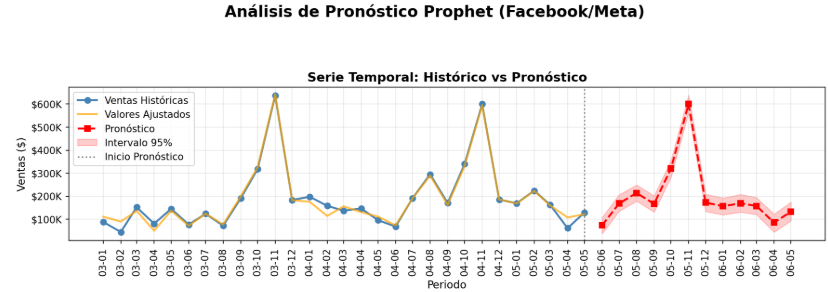 Análisis de Pronóstico Prophet (Facebook/Meta)
Serie Temporal: Histórico vs Pronóstico
Ventas Históricas
Valores Ajustados
Pronóstico
Intervalo 95%
Inicio Pronóstico
Ventas ($)
$600K
$500K
$400K
$300K
$200K
$100K
03-01 03-02 03-03 03-04 03-05 03-06 03-07 03-08 03-09 03-10 03-11 03-12 04-01 04-02 04-03 04-04 04-05 04-06 04-07 04-08 04-09 04-10 04-11 04-12 05-01 05-02 05-03 05-04 05-05 05-06 05-07 05-08 05-09 05-10 05-11 05-12 06-01 06-02 06-03 06-04 06-05
Periodo